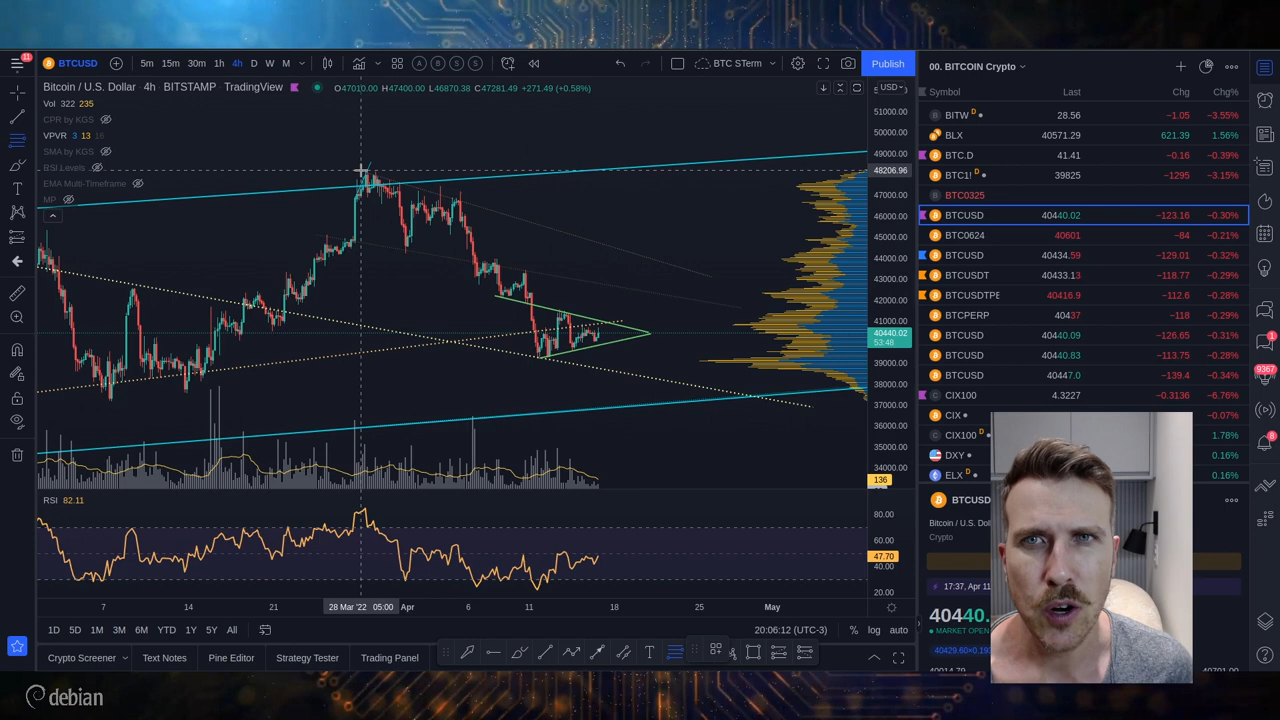 11
BTCUSD 5m 15m 30m 1h 4h D W M A B S S BTC STerm Publish
00. BITCOIN Crypto
Bitcoin / U.S. Dollar 4h BITSTAMP TradingView O47010.00 H47400.00 L46870.38 C47281.49 +271.49 (+0.58%) USD
Vol 322 235
CPR by KGS
VPVR 3 13 16
SMA by KGS
RSI Levels
EMA Multi-Timeframe
MP
51000.00
50000.00
49000.00
48206.96
47000.00
46000.00
45000.00
44000.00
43000.00
42000.00
41000.00
40440.02
53:48
39000.00
38000.00
37000.00
36000.00
35000.00
34000.00
136
RSI 82.11
80.00
60.00
47.70
40.00
20.00
7 14 21 28 Mar '22 05:00 Apr 6 11 18 25 May
1D 5D 1M 3M 6M YTD 1Y 5Y All 20:06:12 (UTC-3) % log auto
Crypto Screener Text Notes Pine Editor Strategy Tester Trading Panel
Symbol Last Chg Chg%
BITW D 28.56 −1.05 −3.55%
BLX 40571.29 621.39 1.56%
BTC.D 41.41 −0.16 −0.39%
BTC1! D 39825 −1295 −3.15%
BTC0325
BTCUSD 40440.02 −123.16 −0.30%
BTC0624 40601 −84 −0.21%
BTCUSD 40434.59 −129.01 −0.32%
BTCUSDT 40433.13 −118.77 −0.29%
BTCUSDTPE 40416.9 −112.6 −0.28%
BTCPERP 40437 −118 −0.29%
BTCUSD 40440.09 −126.65 −0.31%
BTCUSD 40440.83 −113.75 −0.28%
BTCUSD 40447.0 −139.4 −0.34%
CIX100 4.3227 −0.3136 −6.76%
CIX −0.07%
CIX100 D 1.78%
DXY 0.16%
ELX D 0.16%
BTCUSD
Bitcoin / U.S. Dol
Crypto
17:37, Apr 11
40440.
MARKET OPEN
1
9367
8
debian